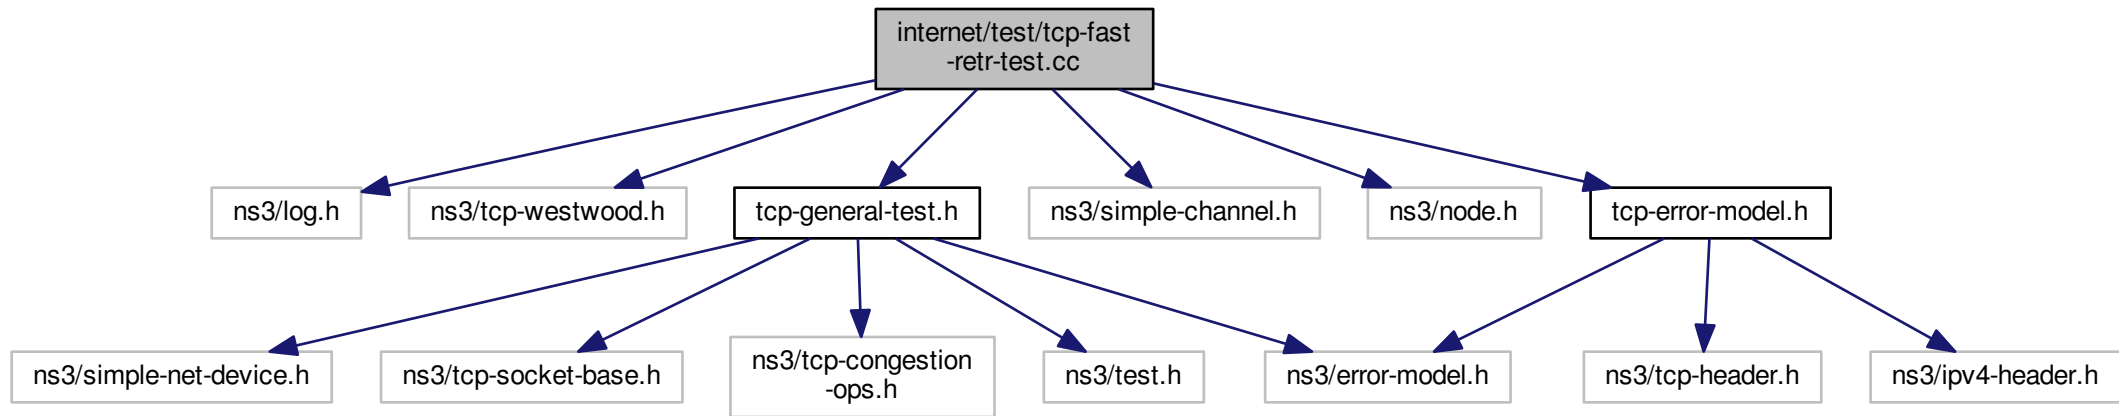 internet/test/tcp-fast
-retr-test.cc
ns3/log.h
ns3/tcp-westwood.h
tcp-general-test.h
ns3/simple-channel.h
ns3/node.h
tcp-error-model.h
ns3/simple-net-device.h
ns3/tcp-socket-base.h
ns3/tcp-congestion
-ops.h
ns3/test.h
ns3/error-model.h
ns3/tcp-header.h
ns3/ipv4-header.h